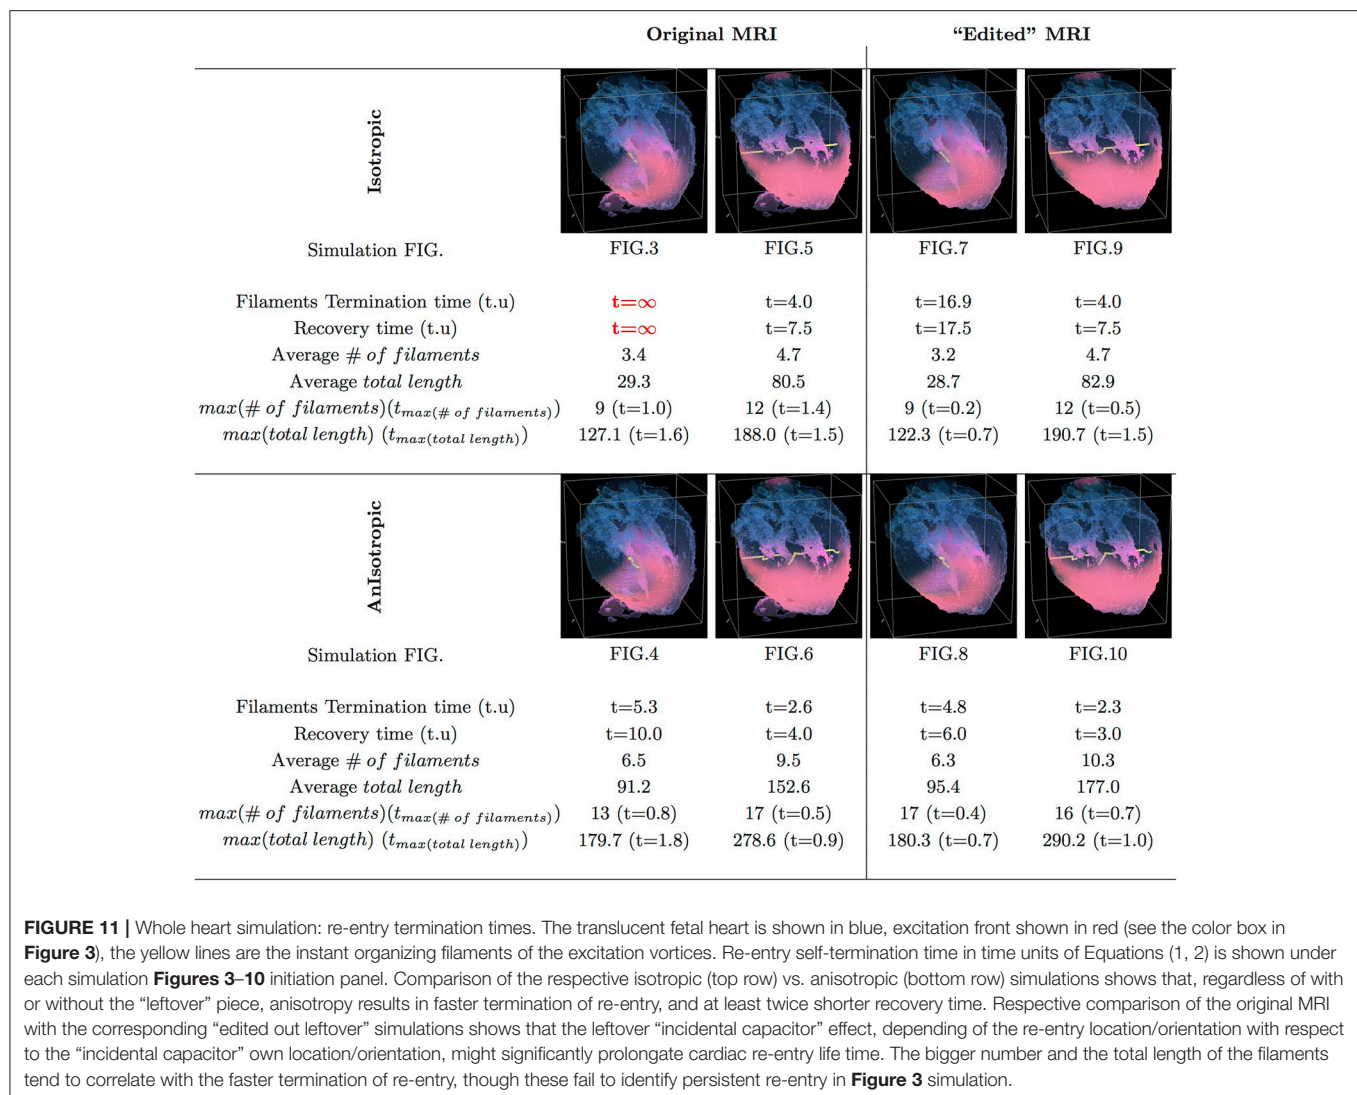 Original MRI “Edited” MRI
Isotropic
Simulation FIG. FIG.3 FIG.5 FIG.7 FIG.9
Filaments Termination time (t.u) t=∞ t=4.0 t=16.9 t=4.0
Recovery time (t.u) t=∞ t=7.5 t=17.5 t=7.5
Average # of filaments 3.4 4.7 3.2 4.7
Average total length 29.3 80.5 28.7 82.9
max(# of filaments)(t_max(# of filaments)) 9 (t=1.0) 12 (t=1.4) 9 (t=0.2) 12 (t=0.5)
max(total length) (t_max(total length)) 127.1 (t=1.6) 188.0 (t=1.5) 122.3 (t=0.7) 190.7 (t=1.5)
AnIsotropic
Simulation FIG. FIG.4 FIG.6 FIG.8 FIG.10
Filaments Termination time (t.u) t=5.3 t=2.6 t=4.8 t=2.3
Recovery time (t.u) t=10.0 t=4.0 t=6.0 t=3.0
Average # of filaments 6.5 9.5 6.3 10.3
Average total length 91.2 152.6 95.4 177.0
max(# of filaments)(t_max(# of filaments)) 13 (t=0.8) 17 (t=0.5) 17 (t=0.4) 16 (t=0.7)
max(total length) (t_max(total length)) 179.7 (t=1.8) 278.6 (t=0.9) 180.3 (t=0.7) 290.2 (t=1.0)
FIGURE 11 | Whole heart simulation: re-entry termination times. The translucent fetal heart is shown in blue, excitation front shown in red (see the color box in
Figure 3), the yellow lines are the instant organizing filaments of the excitation vortices. Re-entry self-termination time in time units of Equations (1, 2) is shown under
each simulation Figures 3–10 initiation panel. Comparison of the respective isotropic (top row) vs. anisotropic (bottom row) simulations shows that, regardless of with
or without the “leftover” piece, anisotropy results in faster termination of re-entry, and at least twice shorter recovery time. Respective comparison of the original MRI
with the corresponding “edited out leftover” simulations shows that the leftover “incidental capacitor” effect, depending of the re-entry location/orientation with respect
to the “incidental capacitor” own location/orientation, might significantly prolongate cardiac re-entry life time. The bigger number and the total length of the filaments
tend to correlate with the faster termination of re-entry, though these fail to identify persistent re-entry in Figure 3 simulation.